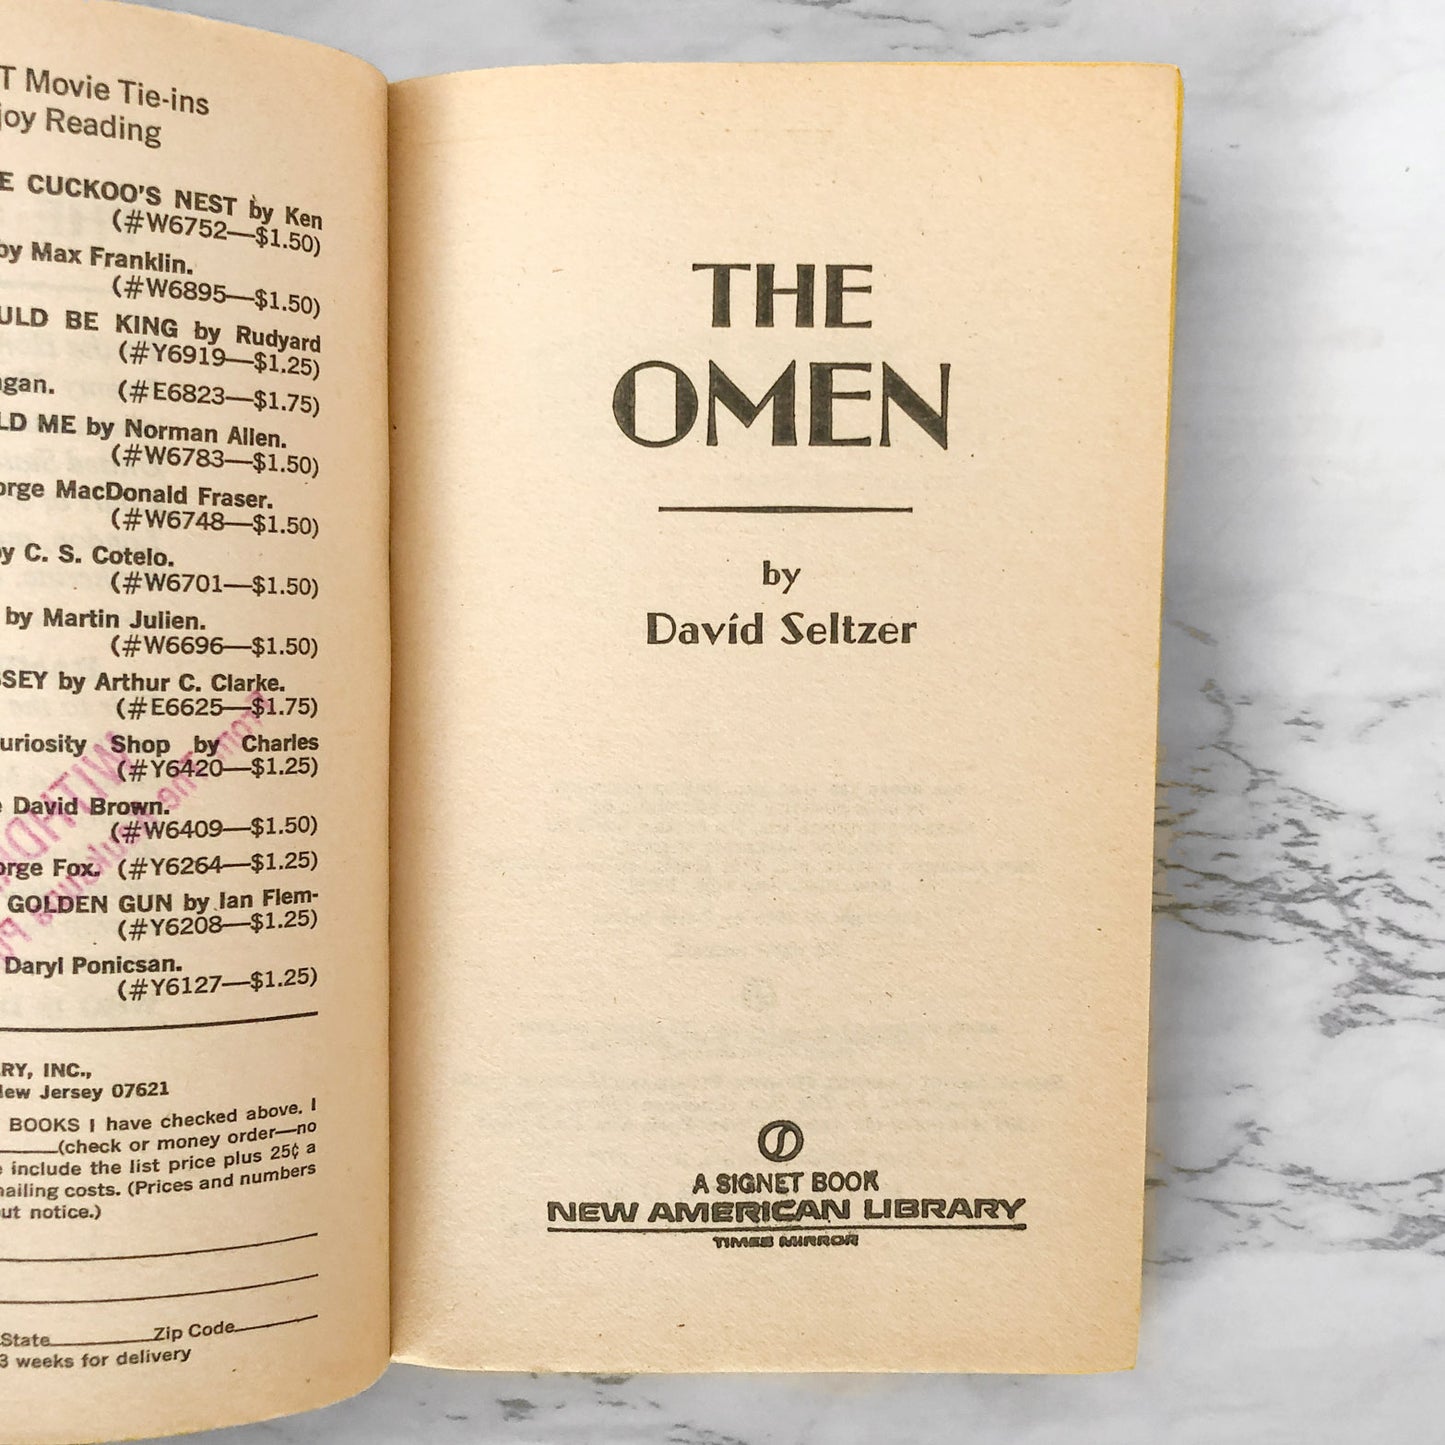 T Movie Tie-ins
joy Reading
E CUCKOO'S NEST by Ken
(#W6752—$1.50)
by Max Franklin.
(#W6895—$1.50)
ULD BE KING by Rudyard
(#Y6919—$1.25)
gan. (#E6823—$1.75)
LD ME by Norman Allen.
(#W6783—$1.50)
orge MacDonald Fraser.
(#W6748—$1.50)
by C. S. Cotelo.
(#W6701—$1.50)
by Martin Julien.
(#W6696—$1.50)
SSEY by Arthur C. Clarke.
(#E6625—$1.75)
uriosity Shop by Charles
(#Y6420—$1.25)
e David Brown.
(#W6409—$1.50)
orge Fox. (#Y6264—$1.25)
GOLDEN GUN by Ian Flem-
(#Y6208—$1.25)
Daryl Ponicsan.
(#Y6127—$1.25)
RY, INC.,
New Jersey 07621
BOOKS I have checked above. I
(check or money order—no
e include the list price plus 25¢ a
nailing costs. (Prices and numbers
ut notice.)
State Zip Code
3 weeks for delivery
THE
OMEN
by
David Seltzer
A SIGNET BOOK
NEW AMERICAN LIBRARY
TIMES MIRROR